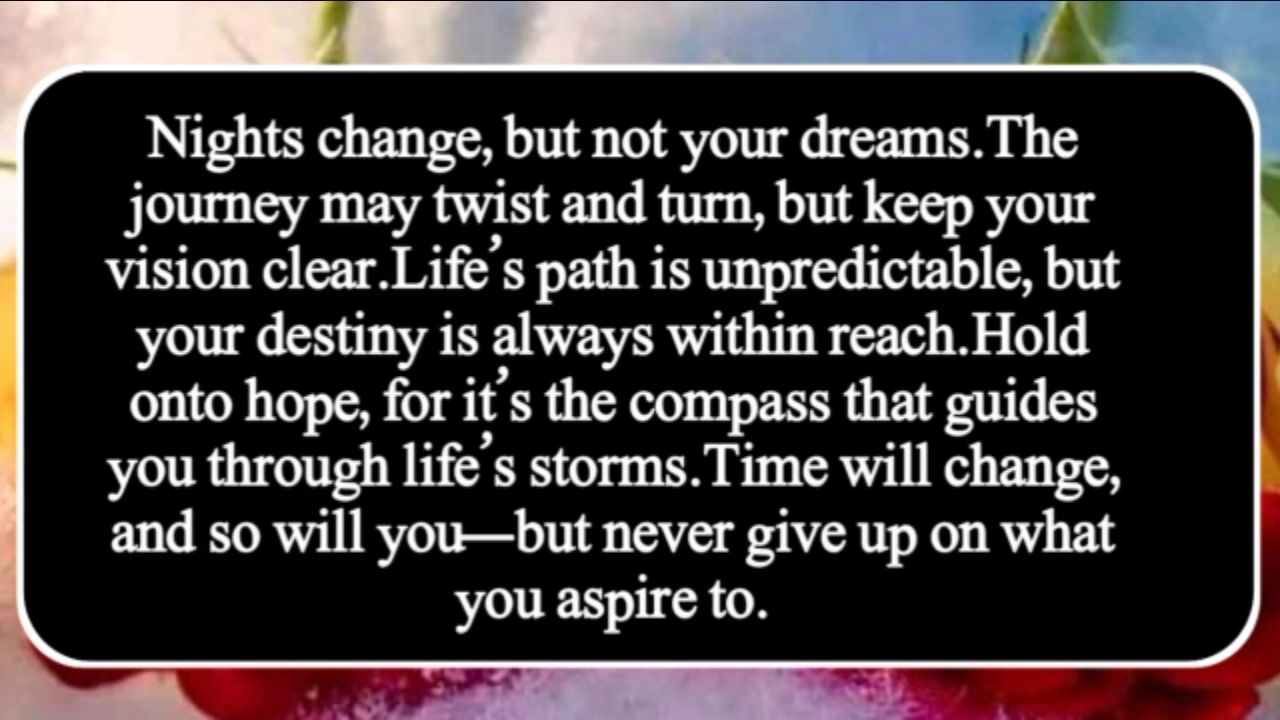 Nights change, but not your dreams.The
journey may twist and turn, but keep your
vision clear.Life’s path is unpredictable, but
your destiny is always within reach.Hold
onto hope, for it’s the compass that guides
you through life’s storms.Time will change,
and so will you—but never give up on what
you aspire to.